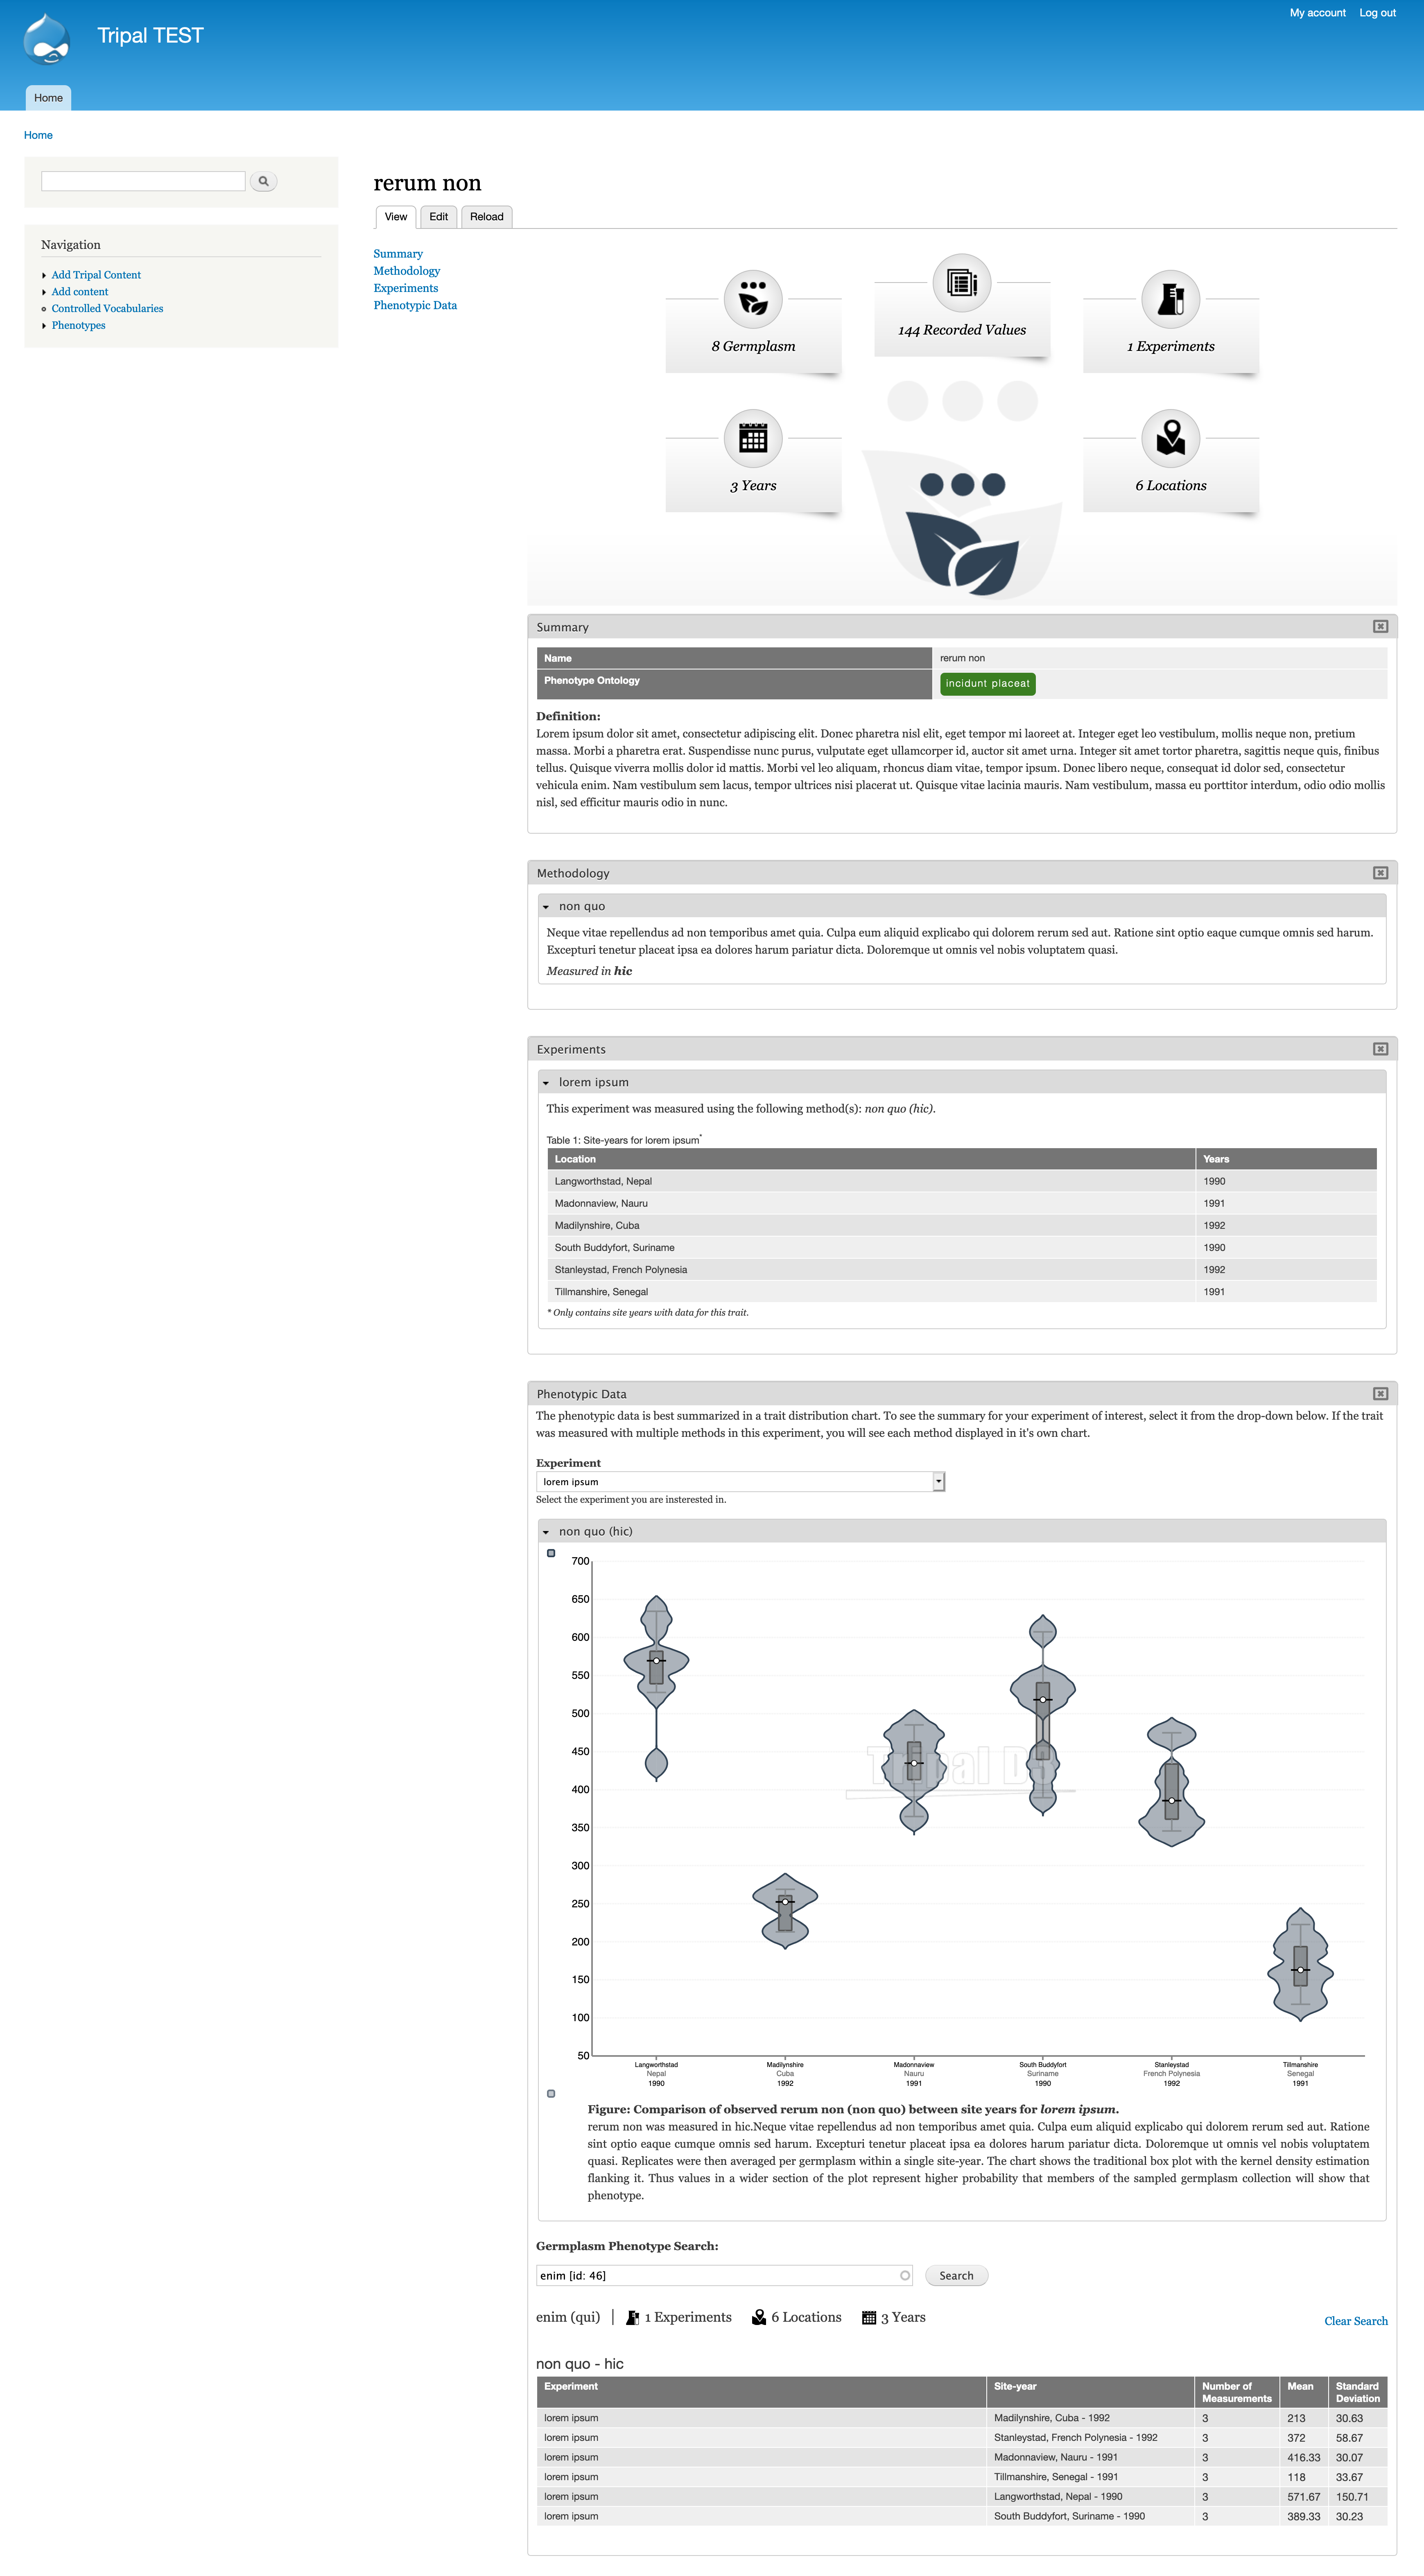 My account Log out
Tripal TEST
Home
Home
Navigation
Add Tripal Content
Add content
Controlled Vocabularies
Phenotypes
rerum non
View Edit Reload
Summary
Methodology
Experiments
Phenotypic Data
8 Germplasm
144 Recorded Values
1 Experiments
3 Years
6 Locations
Summary
Name rerum non
Phenotype Ontology incidunt placeat
Definition:
Lorem ipsum dolor sit amet, consectetur adipiscing elit. Donec pharetra nisl elit, eget tempor mi laoreet at. Integer eget leo vestibulum, mollis neque non, pretium
massa. Morbi a pharetra erat. Suspendisse nunc purus, vulputate eget ullamcorper id, auctor sit amet urna. Integer sit amet tortor pharetra, sagittis neque quis, finibus
tellus. Quisque viverra mollis dolor id mattis. Morbi vel leo aliquam, rhoncus diam vitae, tempor ipsum. Donec libero neque, consequat id dolor sed, consectetur
vehicula enim. Nam vestibulum sem lacus, tempor ultrices nisi placerat ut. Quisque vitae lacinia mauris. Nam vestibulum, massa eu porttitor interdum, odio odio mollis
nisl, sed efficitur mauris odio in nunc.
Methodology
non quo
Neque vitae repellendus ad non temporibus amet quia. Culpa eum aliquid explicabo qui dolorem rerum sed aut. Ratione sint optio eaque cumque omnis sed harum.
Excepturi tenetur placeat ipsa ea dolores harum pariatur dicta. Doloremque ut omnis vel nobis voluptatem quasi.
Measured in hic
Experiments
lorem ipsum
This experiment was measured using the following method(s): non quo (hic).
Table 1: Site-years for lorem ipsum*
Location Years
Langworthstad, Nepal 1990
Madonnaview, Nauru 1991
Madilynshire, Cuba 1992
South Buddyfort, Suriname 1990
Stanleystad, French Polynesia 1992
Tillmanshire, Senegal 1991
* Only contains site years with data for this trait.
Phenotypic Data
The phenotypic data is best summarized in a trait distribution chart. To see the summary for your experiment of interest, select it from the drop-down below. If the trait
was measured with multiple methods in this experiment, you will see each method displayed in it's own chart.
Experiment
lorem ipsum
Select the experiment you are insterested in.
non quo (hic)
700
650
600
550
500
450
400
350
300
250
200
150
100
50
Tripal D3
Langworthstad Madilynshire Madonnaview South Buddyfort Stanleystad Tillmanshire
Nepal Cuba Nauru Suriname French Polynesia Senegal
1990 1992 1991 1990 1992 1991
Figure: Comparison of observed rerum non (non quo) between site years for lorem ipsum.
rerum non was measured in hic.Neque vitae repellendus ad non temporibus amet quia. Culpa eum aliquid explicabo qui dolorem rerum sed aut. Ratione
sint optio eaque cumque omnis sed harum. Excepturi tenetur placeat ipsa ea dolores harum pariatur dicta. Doloremque ut omnis vel nobis voluptatem
quasi. Replicates were then averaged per germplasm within a single site-year. The chart shows the traditional box plot with the kernel density estimation
flanking it. Thus values in a wider section of the plot represent higher probability that members of the sampled germplasm collection will show that
phenotype.
Germplasm Phenotype Search:
enim [id: 46] Search
enim (qui) | 1 Experiments 6 Locations 3 Years
Clear Search
non quo - hic
Experiment Site-year Number of Measurements Mean Standard Deviation
lorem ipsum Madilynshire, Cuba - 1992 3 213 30.63
lorem ipsum Stanleystad, French Polynesia - 1992 3 372 58.67
lorem ipsum Madonnaview, Nauru - 1991 3 416.33 30.07
lorem ipsum Tillmanshire, Senegal - 1991 3 118 33.67
lorem ipsum Langworthstad, Nepal - 1990 3 571.67 150.71
lorem ipsum South Buddyfort, Suriname - 1990 3 389.33 30.23